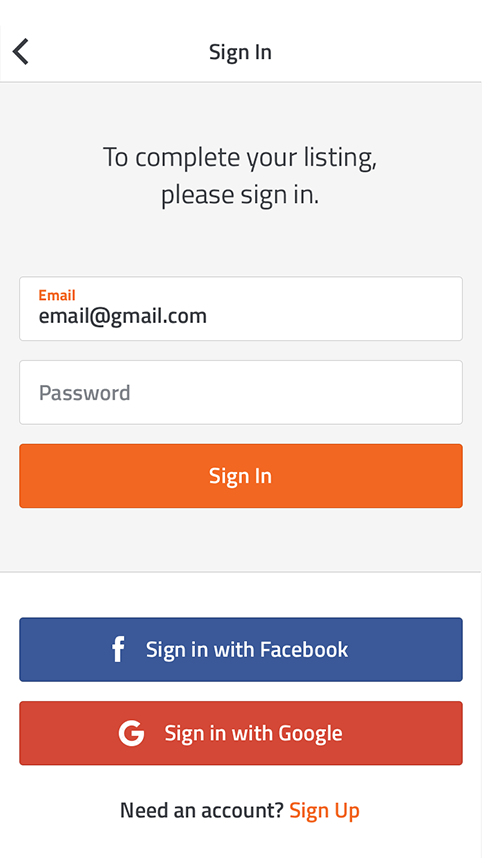 Sign In
To complete your listing,
please sign in.
Email
email@gmail.com
Password
Sign In
Sign in with Facebook
Sign in with Google
Need an account? Sign Up